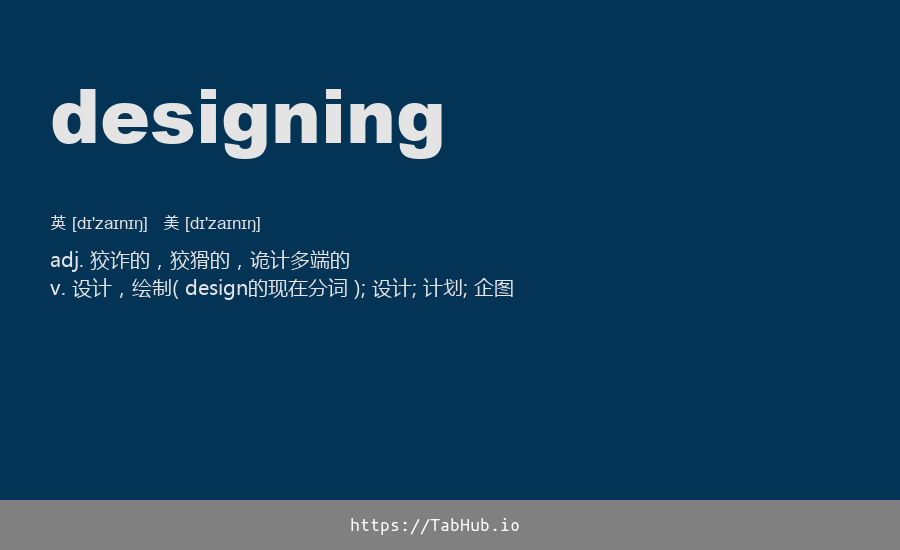 designing
英 [dɪ'zaɪnɪŋ] 美 [dɪ'zaɪnɪŋ]
adj. 狡诈的，狡猾的，诡计多端的
v. 设计，绘制( design的现在分词 ); 设计; 计划; 企图
https://TabHub.io